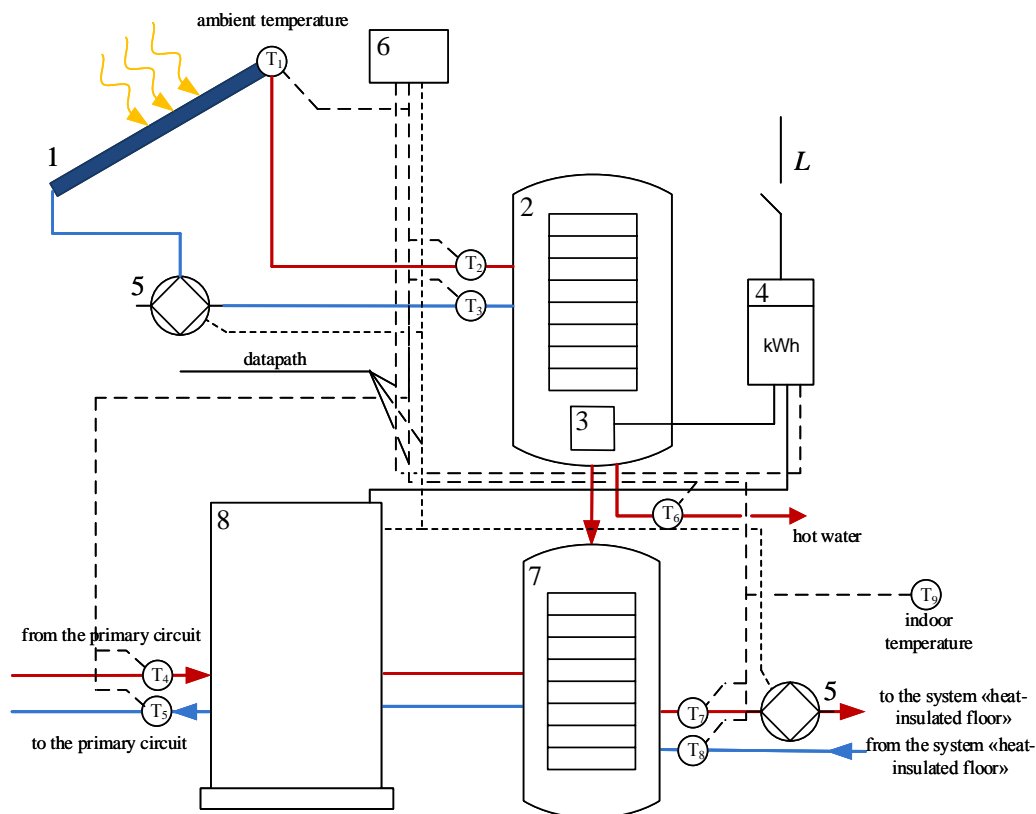 ambient temperature
6
T1
1
L
2
T2
5
T3
4
kWh
datapath
3
8
T6
hot water
7
T9
indoor
temperature
from the primary circuit
T4
5
to the system «heat-
insulated floor»
T5
T7
to the primary circuit
T8
from the system «heat-
insulated floor»